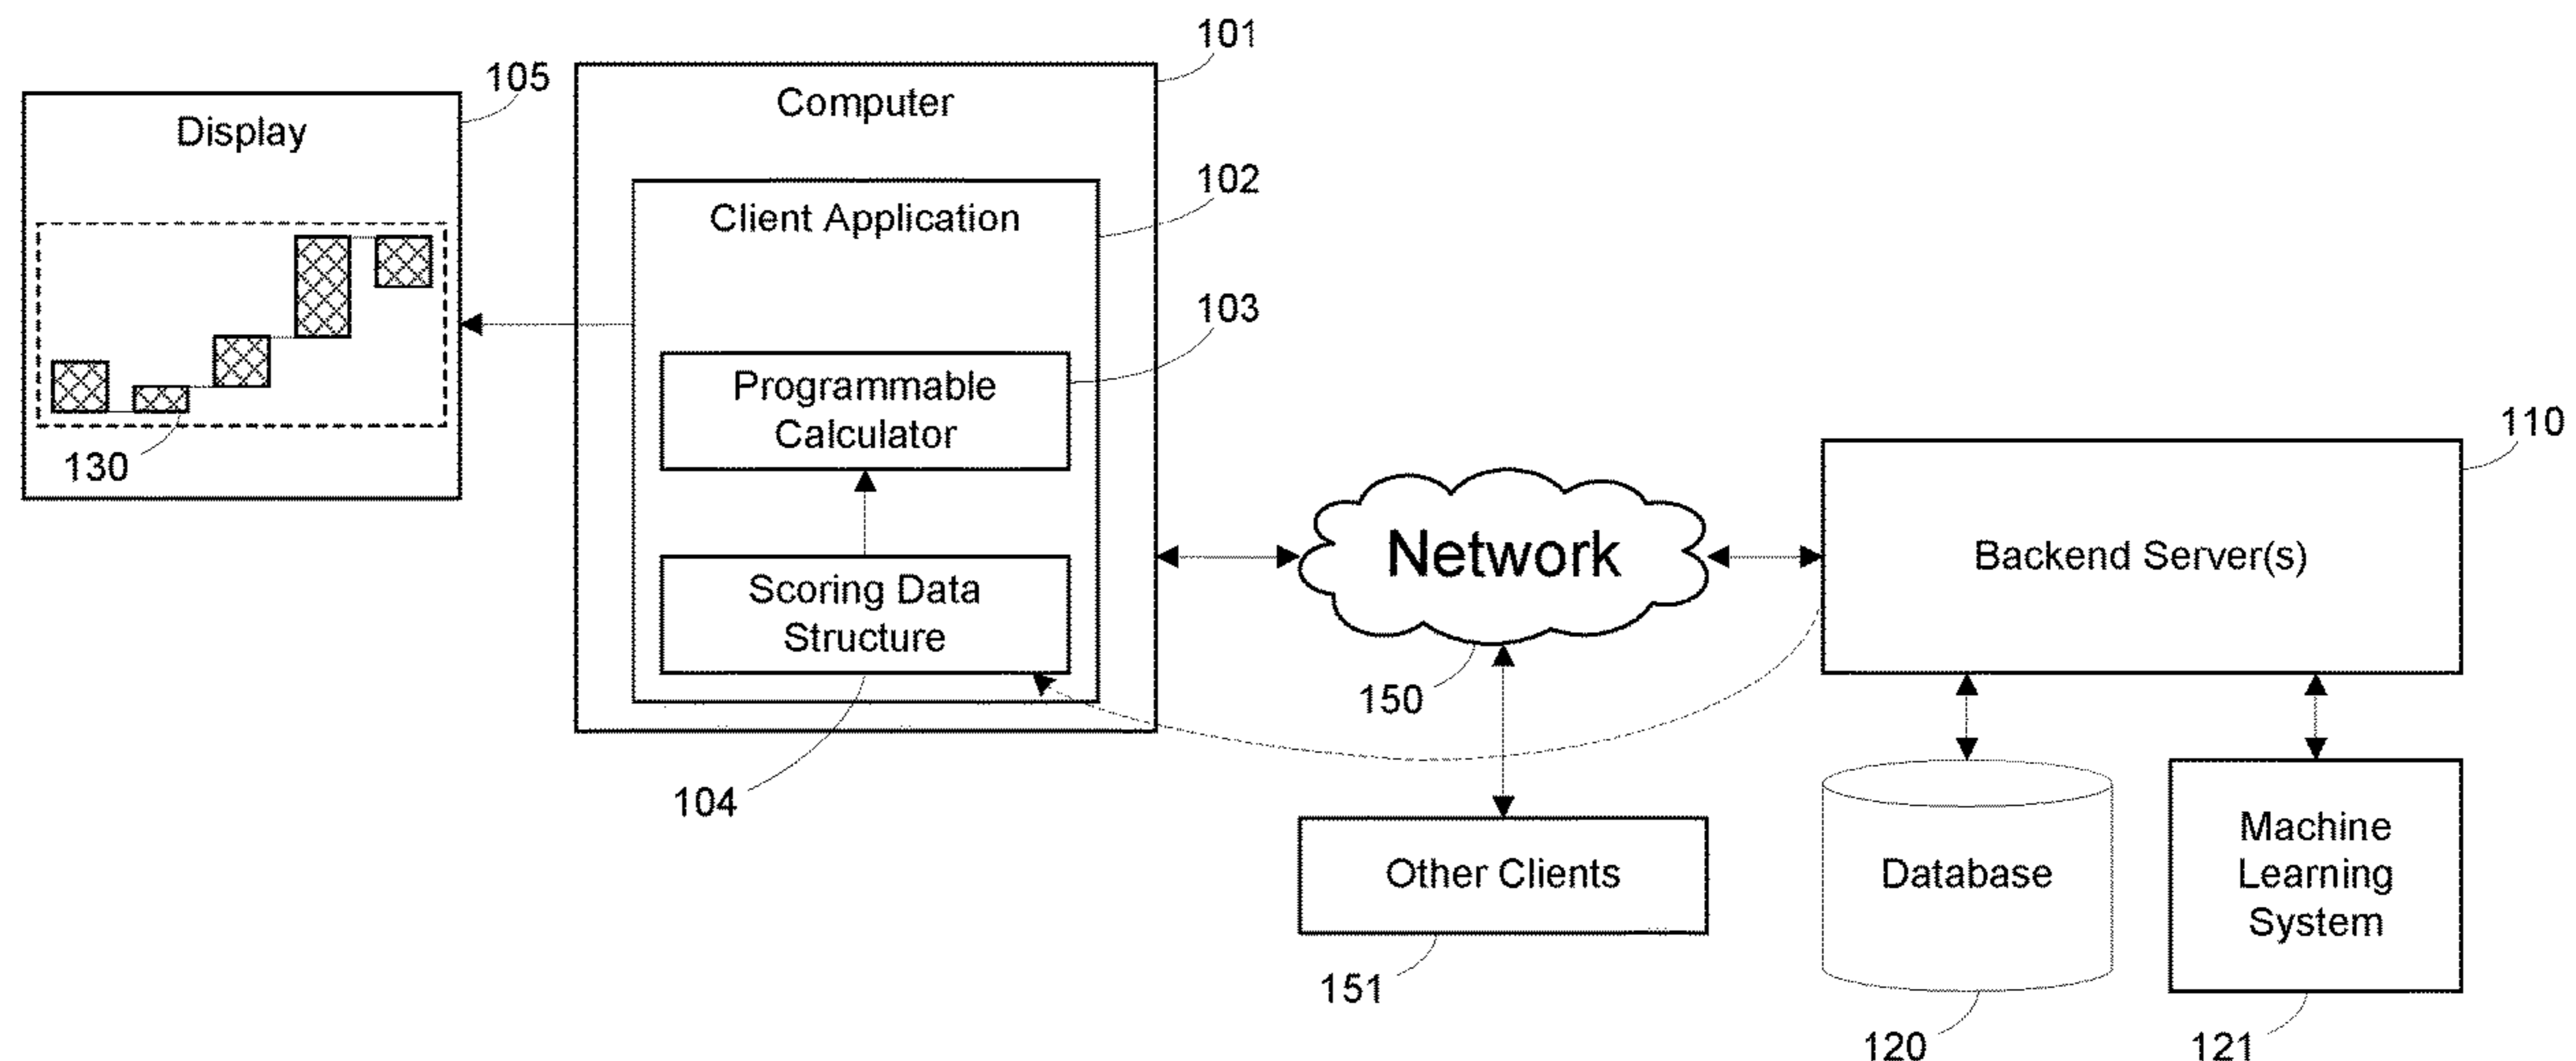 101
105
Computer
Display
102
Client Application
103
Programmable
Calculator
130
110
Network
Backend Server(s)
Scoring Data
Structure
150
104
Machine
Other Clients
Database
Learning
System
151
120
121